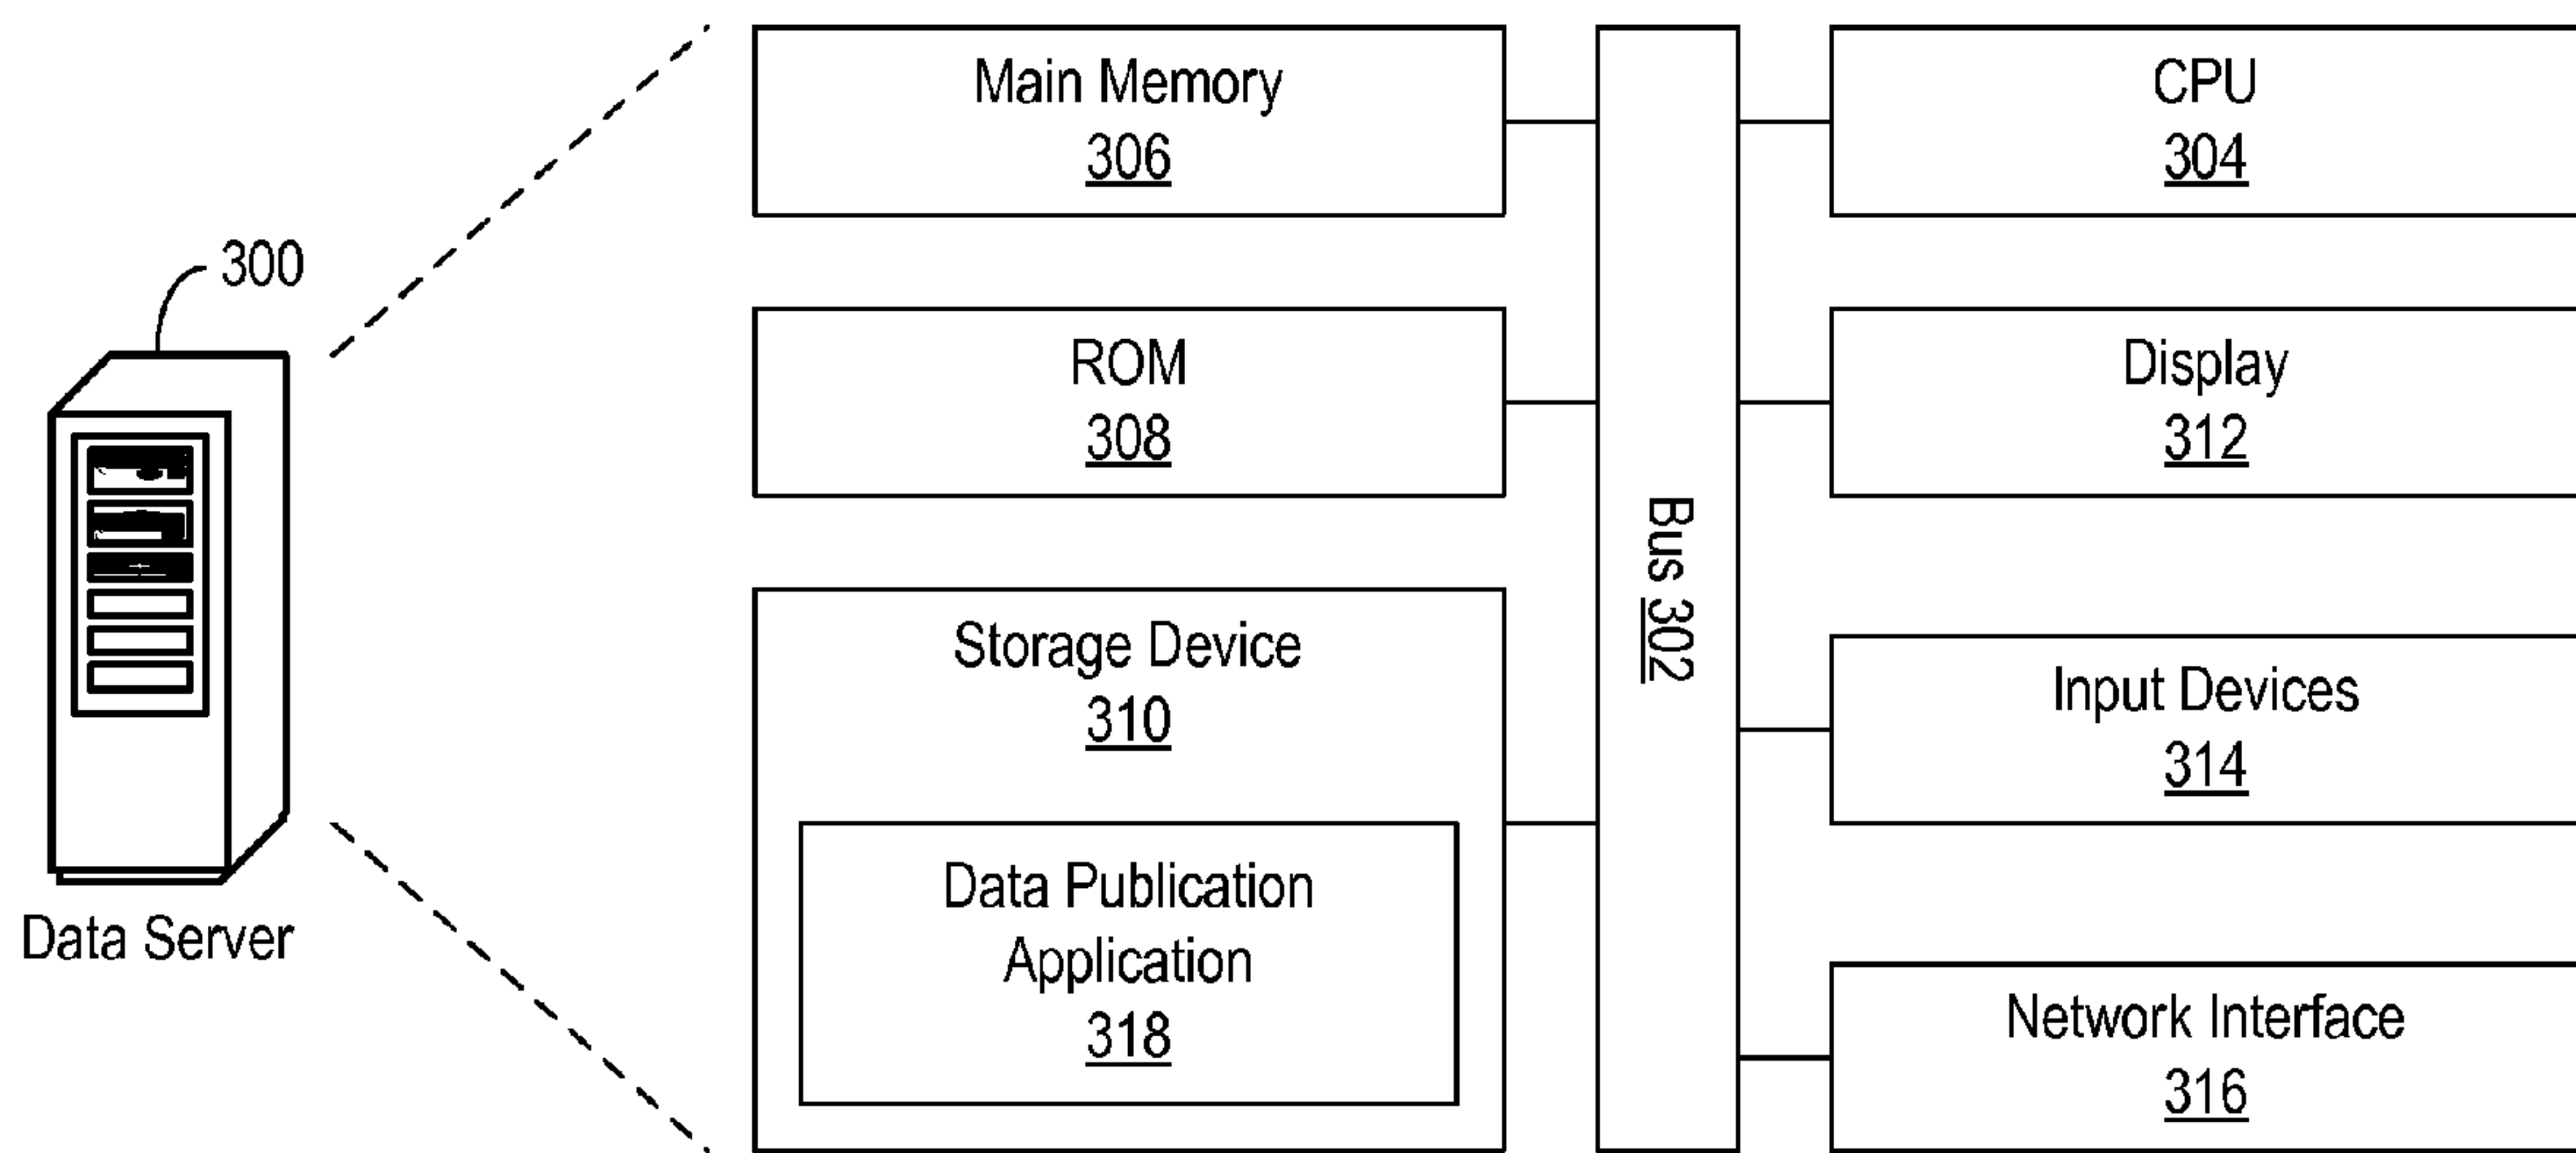 300
Data Server
Main Memory
306
ROM
308
Storage Device
310
Data Publication
Application
318
Bus 302
CPU
304
Display
312
Input Devices
314
Network Interface
316